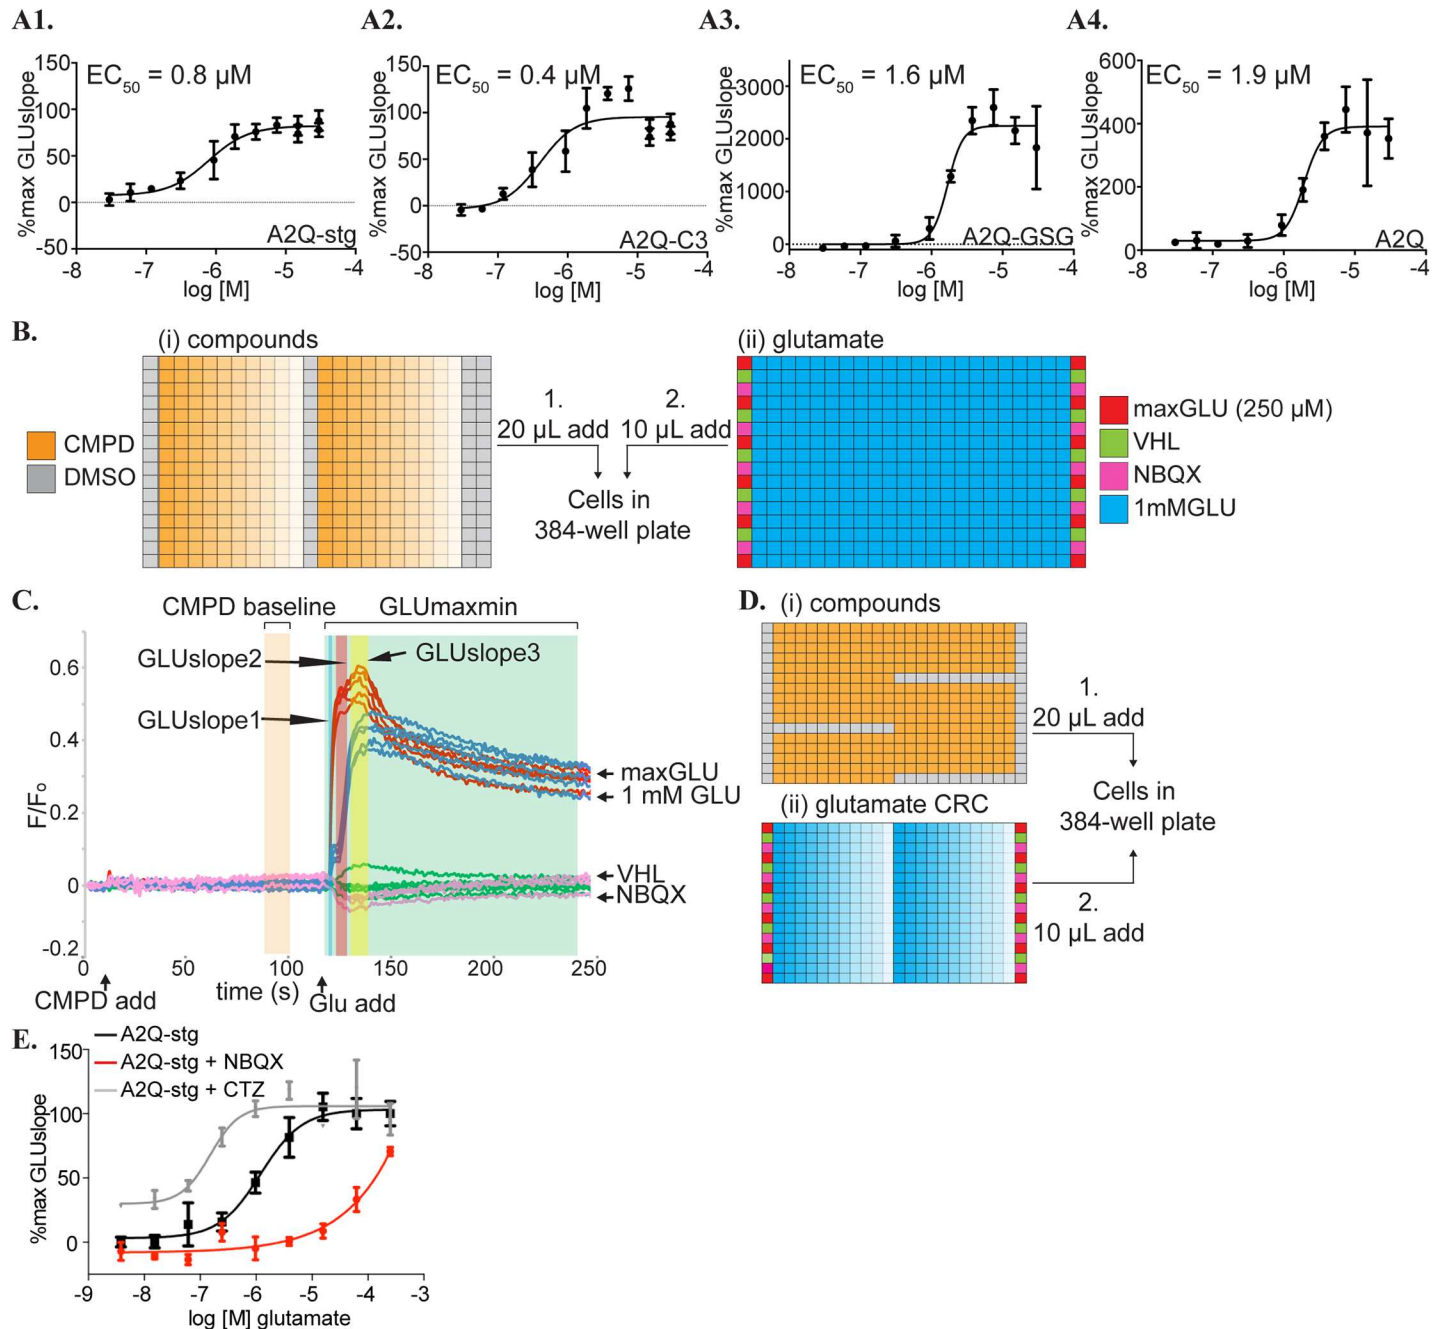 A1.
%max GLUslope
150
100
50
0
-50
EC50 = 0.8 µM
A2Q-stg
-8 -7 -6 -5 -4
log [M]
A2.
%max GLUslope
150
100
50
0
-50
EC50 = 0.4 µM
A2Q-C3
-8 -7 -6 -5 -4
log [M]
A3.
%max GLUslope
3000
2000
1000
0
EC50 = 1.6 µM
A2Q-GSG
-8 -7 -6 -5 -4
log [M]
A4.
%max GLUslope
600
400
200
0
EC50 = 1.9 µM
A2Q
-8 -7 -6 -5 -4
log [M]
B.
(i) compounds
CMPD
DMSO
1.
20 µL add
2.
10 µL add
Cells in
384-well plate
(ii) glutamate
maxGLU (250 µM)
VHL
NBQX
1mMGLU
C.
CMPD baseline
GLUmaxmin
GLUslope2
GLUslope3
GLUslope1
F/Fo
0.6
0.4
0.2
0
-0.2
maxGLU
1 mM GLU
VHL
NBQX
0 50 100 150 200 250
time (s)
CMPD add
Glu add
D.
(i) compounds
1.
20 µL add
Cells in
384-well plate
(ii) glutamate CRC
2.
10 µL add
E.
A2Q-stg
A2Q-stg + NBQX
A2Q-stg + CTZ
%max GLUslope
150
100
50
0
-9 -8 -7 -6 -5 -4 -3
log [M] glutamate